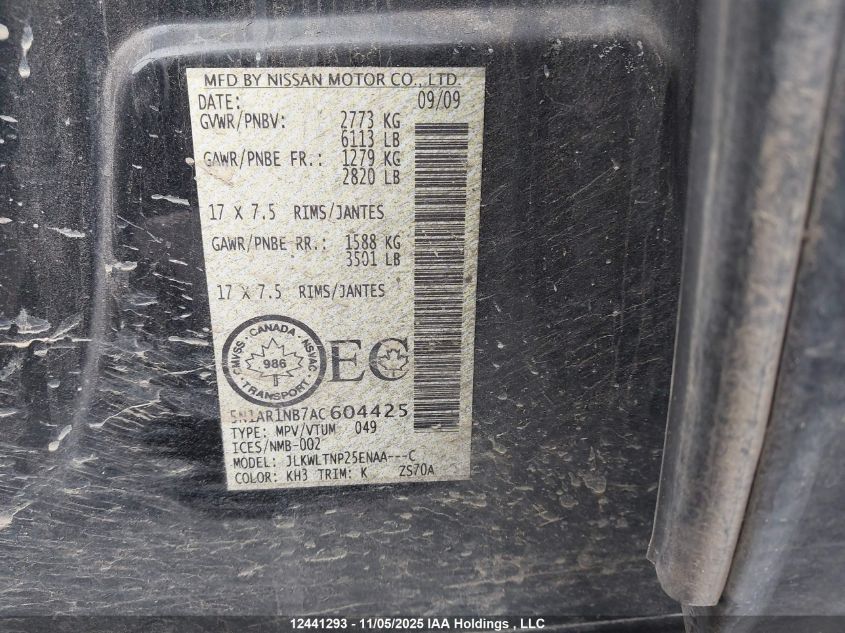 MFD BY NISSAN MOTOR CO., LTD.
DATE: 09/09
GVWR/PNBV: 2773 KG
6113 LB
GAWR/PNBE FR.: 1279 KG
2820 LB
17 X 7.5 RIMS/JANTES
GAWR/PNBE RR.: 1588 KG
3501 LB
17 X 7.5 RIMS/JANTES
MVSS - CANADA - NSVAC
986
TRANSPORT
EC
5N1AR1NB7AC604425
TYPE: MPV/VTUM 049
ICES/NMB-002
MODEL: JLKWLTNP25ENAA---C
COLOR: KH3 TRIM: K ZS70A
12441293 - 11/05/2025 IAA Holdings , LLC